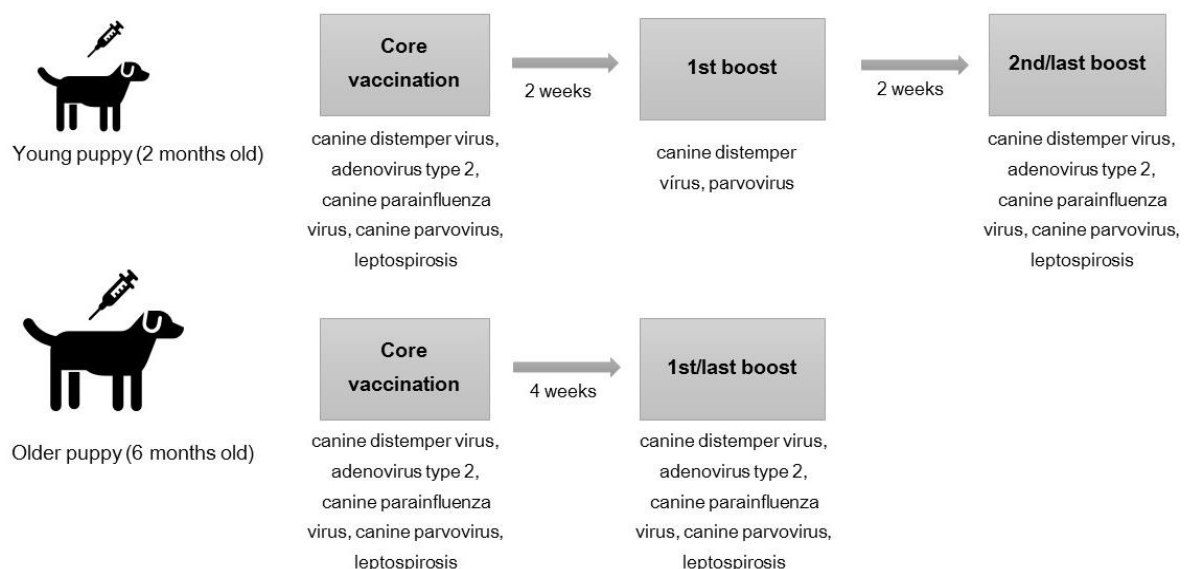 Core
vaccination
2 weeks
1st boost
2 weeks
2nd/last boost
Young puppy (2 months old)
canine distemper virus,
adenovirus type 2,
canine parainfluenza
virus, canine parvovirus,
leptospirosis
canine distemper
vírus, parvovirus
canine distemper virus,
adenovirus type 2,
canine parainfluenza
virus, canine parvovirus,
leptospirosis
Core
vaccination
4 weeks
1st/last boost
Older puppy (6 months old)
canine distemper virus,
adenovirus type 2,
canine parainfluenza
virus, canine parvovirus,
leptospirosis
canine distemper virus,
adenovirus type 2,
canine parainfluenza
virus, canine parvovirus,
leptospirosis